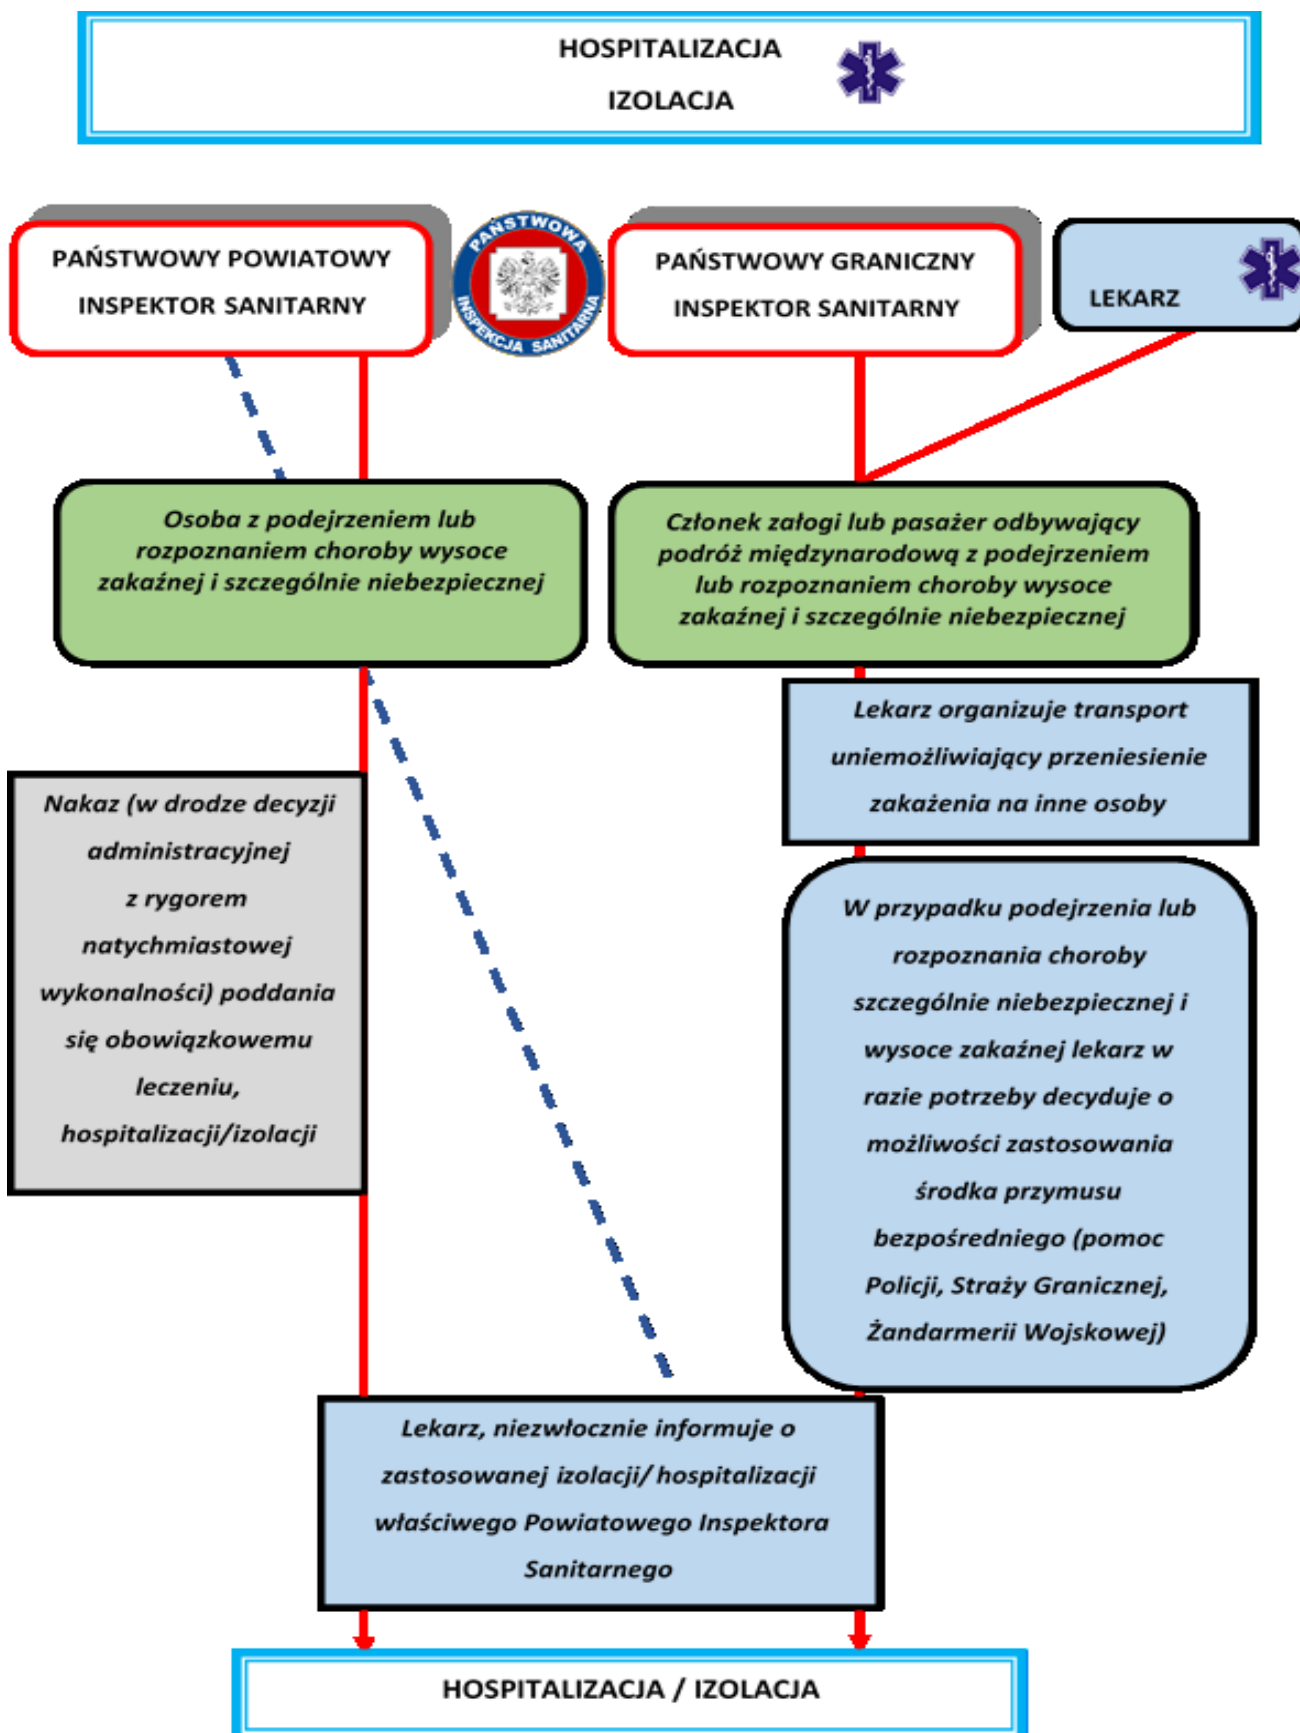 HOSPITALIZACJA
IZOLACJA
PAŃSTWOWY POWIATOWY
INSPEKTOR SANITARNY
PAŃSTWOWA
INSPEKCJA SANITARNA
PAŃSTWOWY GRANICZNY
INSPEKTOR SANITARNY
LEKARZ
Osoba z podejrzeniem lub
rozpoznaniem choroby wysoce
zakaźnej i szczególnie niebezpiecznej
Członek załogi lub pasażer odbywający
podróż międzynarodową z podejrzeniem
lub rozpoznaniem choroby wysoce
zakaźnej i szczególnie niebezpiecznej
Lekarz organizuje transport
uniemożliwiający przeniesienie
zakażenia na inne osoby
Nakaz (w drodze decyzji
administracyjnej
z rygorem
natychmiastowej
wykonalności) poddania
się obowiązkowemu
leczeniu,
hospitalizacji/izolacji
W przypadku podejrzenia lub
rozpoznania choroby
szczególnie niebezpiecznej i
wysoce zakaźnej lekarz w
razie potrzeby decyduje o
możliwości zastosowania
środka przymusu
bezpośredniego (pomoc
Policji, Straży Granicznej,
Żandarmerii Wojskowej)
Lekarz, niezwłocznie informuje o
zastosowanej izolacji/ hospitalizacji
właściwego Powiatowego Inspektora
Sanitarnego
HOSPITALIZACJA / IZOLACJA